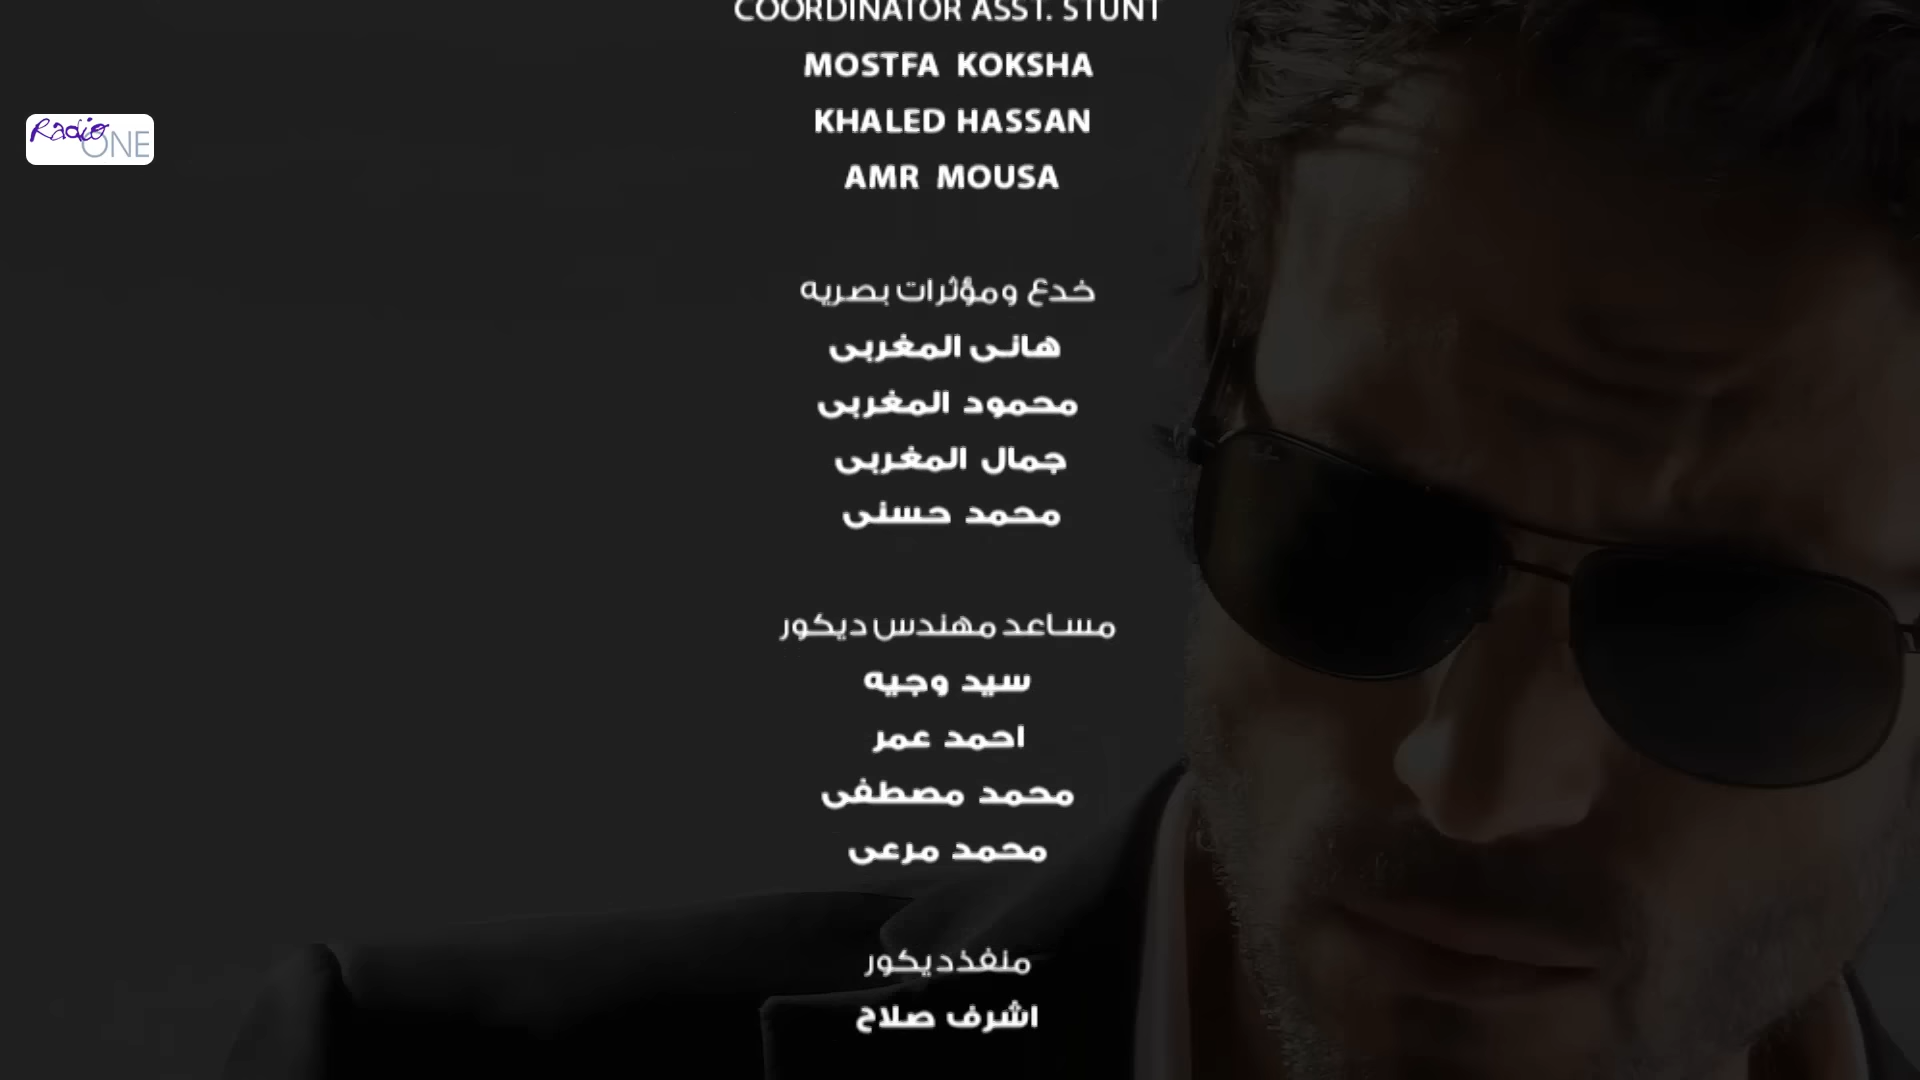 COORDINATOR ASST. STUNT
MOSTFA KOKSHA
KHALED HASSAN
AMR MOUSA
Radio ONE
خدع ومؤثرات بصريه
هانى المغربى
محمود المغربى
جمال المغربى
محمد حسنى
مساعد مهندس ديكور
سيد وجيه
احمد عمر
محمد مصطفى
محمد مرعى
منفذ ديكور
اشرف صلاح